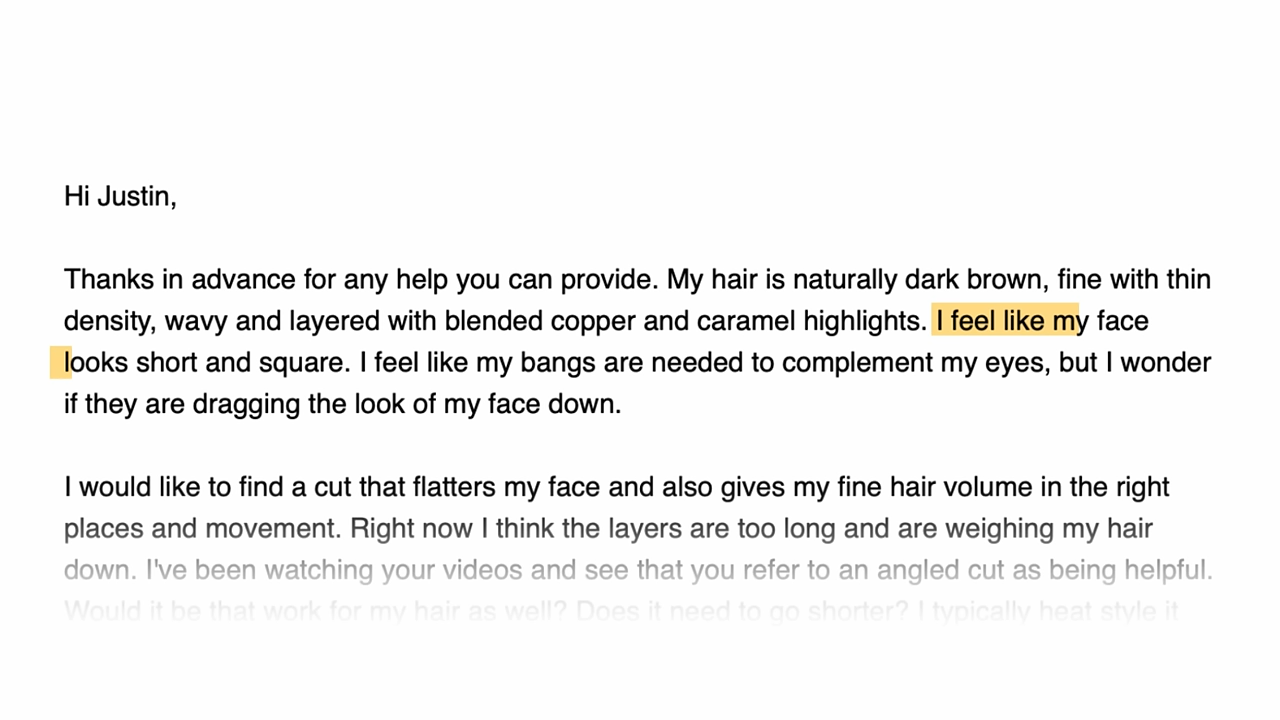 Hi Justin,
Thanks in advance for any help you can provide. My hair is naturally dark brown, fine with thin
density, wavy and layered with blended copper and caramel highlights. I feel like my face
looks short and square. I feel like my bangs are needed to complement my eyes, but I wonder
if they are dragging the look of my face down.
I would like to find a cut that flatters my face and also gives my fine hair volume in the right
places and movement. Right now I think the layers are too long and are weighing my hair
down. I've been watching your videos and see that you refer to an angled cut as being helpful.
Would it be that work for my hair as well? Does it need to go shorter? I typically heat style it